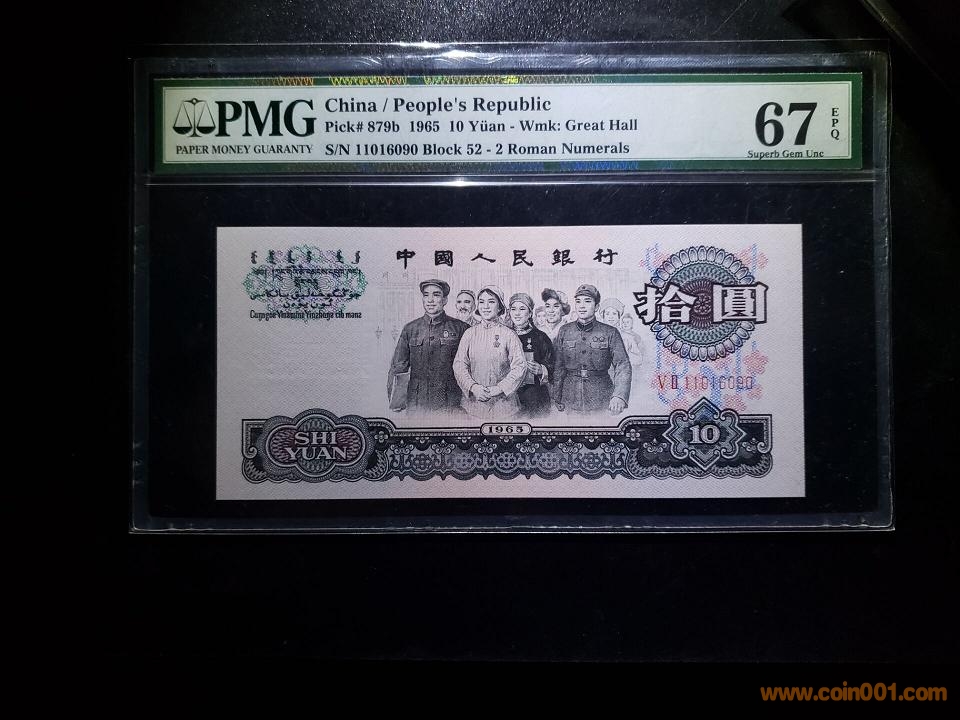 PMG
PAPER MONEY GUARANTY
China / People's Republic
Pick# 879b 1965 10 Yüan - Wmk: Great Hall
S/N 11016090 Block 52 - 2 Roman Numerals
67
EPQ
Superb Gem Unc
中國人民銀行
拾圓
VII 11016090
SHI
YUAN
1965
10
www.coin001.com